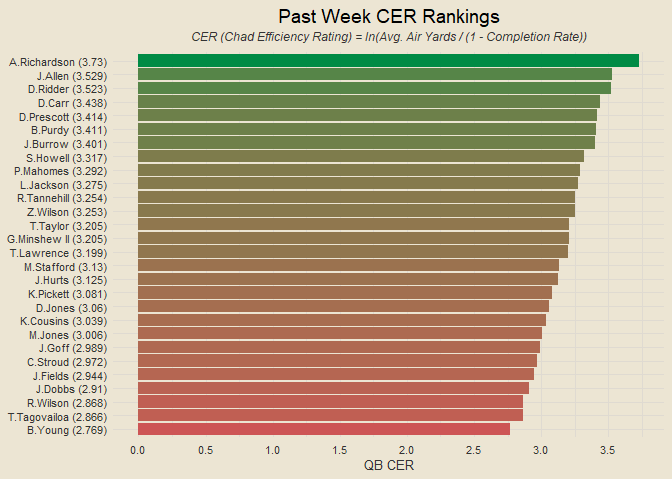 Past Week CER Rankings
CER (Chad Efficiency Rating) = ln(Avg. Air Yards / (1 - Completion Rate))
A.Richardson (3.73)
J.Allen (3.529)
D.Ridder (3.523)
D.Carr (3.438)
D.Prescott (3.414)
B.Purdy (3.411)
J.Burrow (3.401)
S.Howell (3.317)
P.Mahomes (3.292)
L.Jackson (3.275)
R.Tannehill (3.254)
Z.Wilson (3.253)
T.Taylor (3.205)
G.Minshew II (3.205)
T.Lawrence (3.199)
M.Stafford (3.13)
J.Hurts (3.125)
K.Pickett (3.081)
D.Jones (3.06)
K.Cousins (3.039)
M.Jones (3.006)
J.Goff (2.989)
C.Stroud (2.972)
J.Fields (2.944)
J.Dobbs (2.91)
R.Wilson (2.868)
T.Tagovailoa (2.866)
B.Young (2.769)
0.0 0.5 1.0 1.5 2.0 2.5 3.0 3.5
QB CER